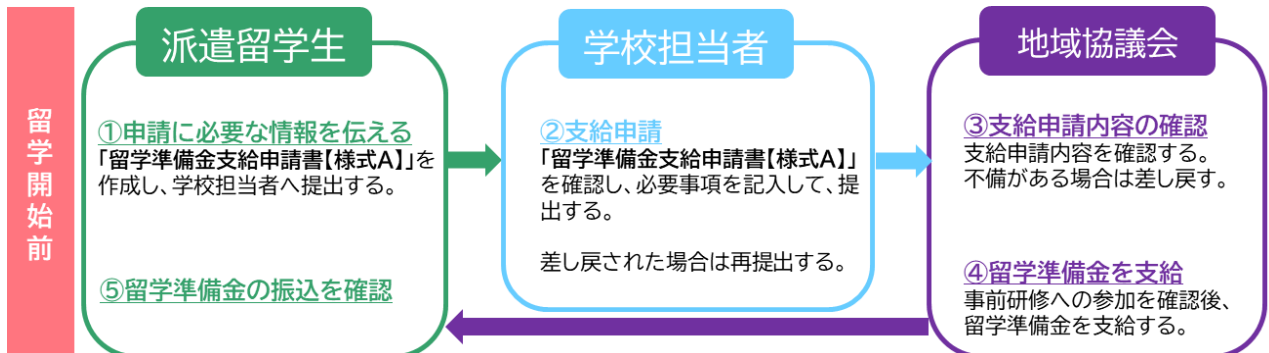 留学開始前
派遣留学生
①申請に必要な情報を伝える
「留学準備金支給申請書【様式A】」を
作成し、学校担当者へ提出する。
⑤留学準備金の振込を確認
学校担当者
②支給申請
「留学準備金支給申請書【様式A】」
を確認し、必要事項を記入して、提
出する。
差し戻された場合は再提出する。
地域協議会
③支給申請内容の確認
支給申請内容を確認する。
不備がある場合は差し戻す。
④留学準備金を支給
事前研修への参加を確認後、
留学準備金を支給する。